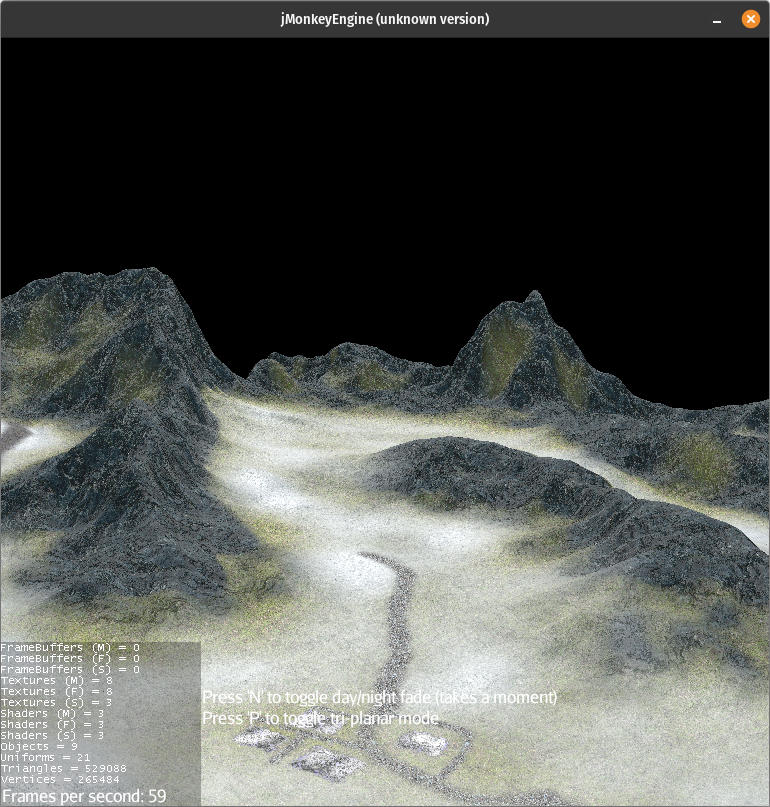 jMonkeyEngine (unknown version)
FrameBuffers (M) = 0
FrameBuffers (F) = 0
FrameBuffers (S) = 0
Textures (M) = 8
Textures (F) = 8
Textures (S) = 3
Shaders (M) = 3
Shaders (F) = 3
Shaders (S) = 3
Objects = 9
Uniforms = 21
Triangles = 529088
Vertices = 265484
Frames per second: 59
Press 'N' to toggle day/night fade (takes a moment)
Press 'P' to toggle tri-planar mode